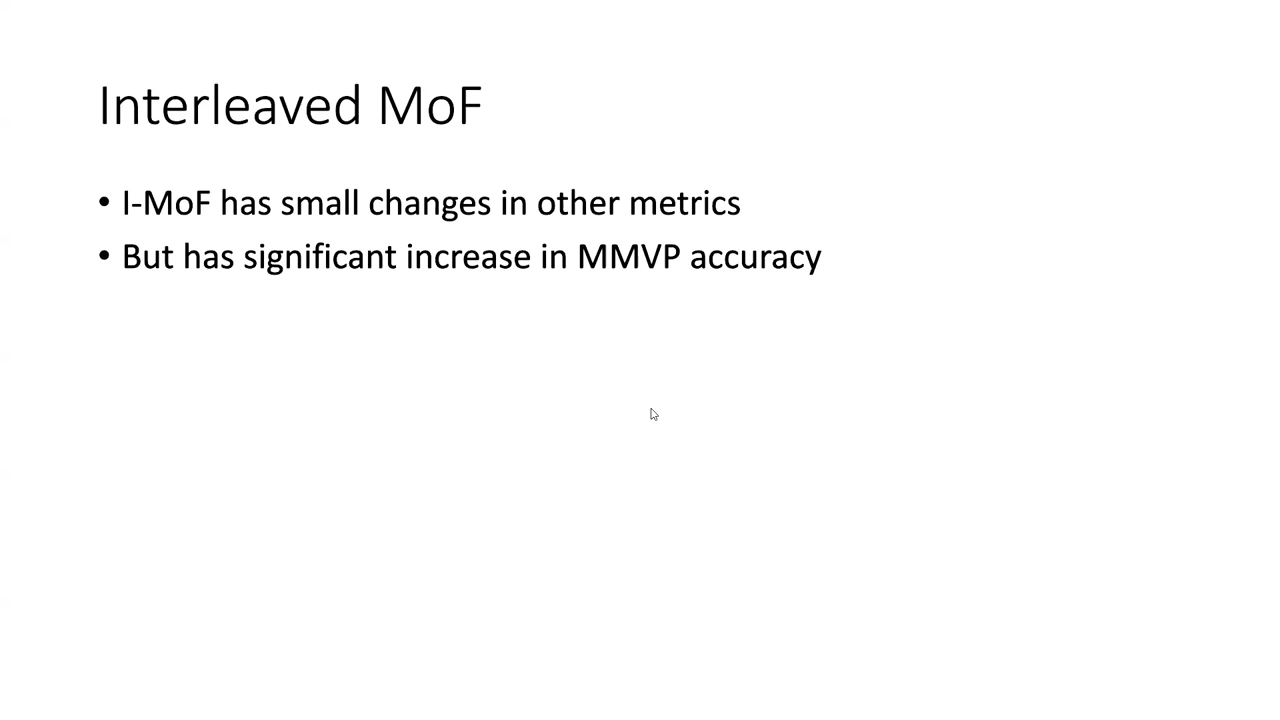 Interleaved MoF
• I-MoF has small changes in other metrics
• But has significant increase in MMVP accuracy